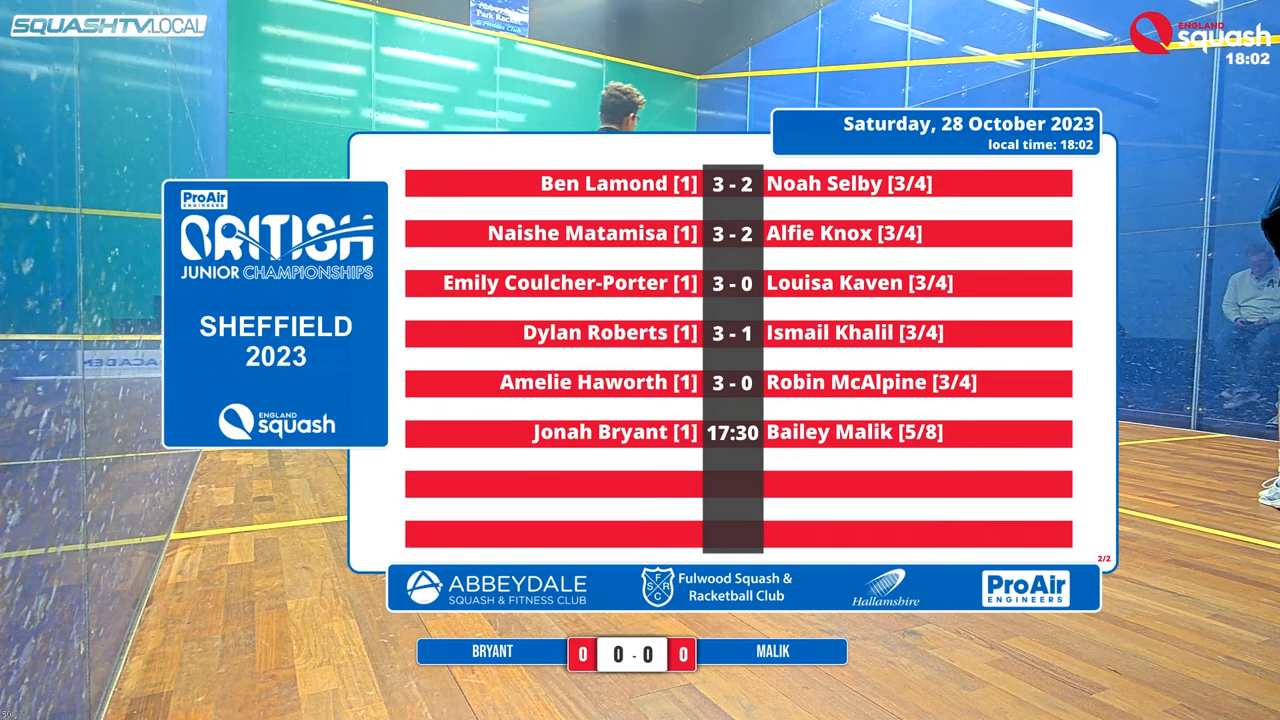 SQUASHTV.LOCAL
Abbeydale
Park Racket
ENGLAND
squash
18:02
Saturday, 28 October 2023
local time: 18:02
ProAir
ENGINEERS
BRITISH
JUNIOR CHAMPIONSHIPS
SHEFFIELD
2023
ENGLAND
squash
Ben Lamond [1] 3 - 2 Noah Selby [3/4]
Naishe Matamisa [1] 3 - 2 Alfie Knox [3/4]
Emily Coulcher-Porter [1] 3 - 0 Louisa Kaven [3/4]
Dylan Roberts [1] 3 - 1 Ismail Khalil [3/4]
Amelie Haworth [1] 3 - 0 Robin McAlpine [3/4]
Jonah Bryant [1] 17:30 Bailey Malik [5/8]
2/2
ABBEYDALE
SQUASH & FITNESS CLUB
FSRC
Fulwood Squash &
Racketball Club
Hallamshire
ProAir
ENGINEERS
BRYANT 0 0 - 0 0 MALIK